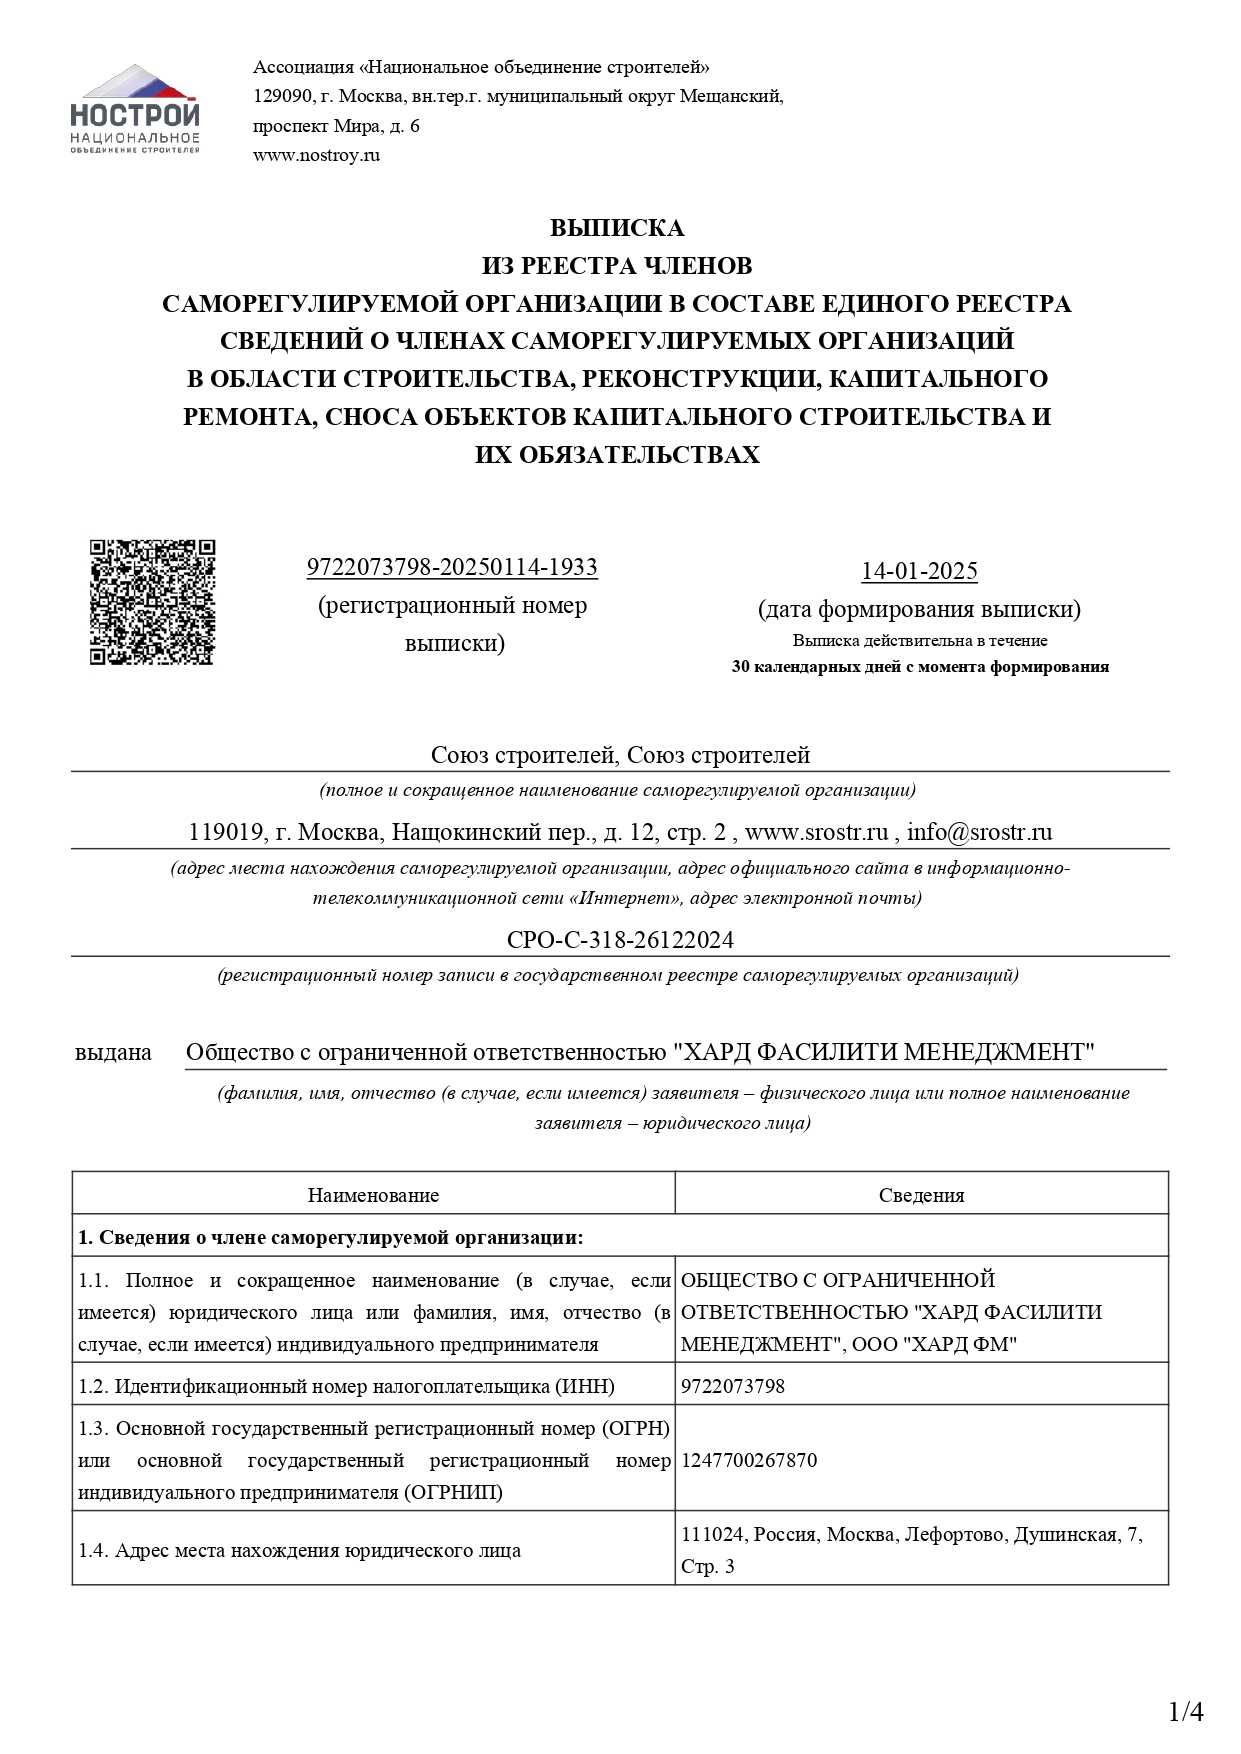 НОСТРОЙ
НАЦИОНАЛЬНОЕ
ОБЪЕДИНЕНИЕ СТРОИТЕЛЕЙ
Ассоциация «Национальное объединение строителей»
129090, г. Москва, вн.тер.г. муниципальный округ Мещанский,
проспект Мира, д. 6
www.nostroy.ru
ВЫПИСКА
ИЗ РЕЕСТРА ЧЛЕНОВ
САМОРЕГУЛИРУЕМОЙ ОРГАНИЗАЦИИ В СОСТАВЕ ЕДИНОГО РЕЕСТРА
СВЕДЕНИЙ О ЧЛЕНАХ САМОРЕГУЛИРУЕМЫХ ОРГАНИЗАЦИЙ
В ОБЛАСТИ СТРОИТЕЛЬСТВА, РЕКОНСТРУКЦИИ, КАПИТАЛЬНОГО
РЕМОНТА, СНОСА ОБЪЕКТОВ КАПИТАЛЬНОГО СТРОИТЕЛЬСТВА И
ИХ ОБЯЗАТЕЛЬСТВАХ
9722073798-20250114-1933
(регистрационный номер
выписки)
14-01-2025
(дата формирования выписки)
Выписка действительна в течение
30 календарных дней с момента формирования
Союз строителей, Союз строителей
(полное и сокращенное наименование саморегулируемой организации)
119019, г. Москва, Нащокинский пер., д. 12, стр. 2 , www.srostr.ru , info@srostr.ru
(адрес места нахождения саморегулируемой организации, адрес официального сайта в информационно-
телекоммуникационной сети «Интернет», адрес электронной почты)
СРО-С-318-26122024
(регистрационный номер записи в государственном реестре саморегулируемых организаций)
выдана Общество с ограниченной ответственностью "ХАРД ФАСИЛИТИ МЕНЕДЖМЕНТ"
(фамилия, имя, отчество (в случае, если имеется) заявителя – физического лица или полное наименование
заявителя – юридического лица)
Наименование
Сведения
1. Сведения о члене саморегулируемой организации:
1.1. Полное и сокращенное наименование (в случае, если
имеется) юридического лица или фамилия, имя, отчество (в
случае, если имеется) индивидуального предпринимателя
ОБЩЕСТВО С ОГРАНИЧЕННОЙ
ОТВЕТСТВЕННОСТЬЮ "ХАРД ФАСИЛИТИ
МЕНЕДЖМЕНТ", ООО "ХАРД ФМ"
1.2. Идентификационный номер налогоплательщика (ИНН)
9722073798
1.3. Основной государственный регистрационный номер (ОГРН)
или основной государственный регистрационный номер
индивидуального предпринимателя (ОГРНИП)
1247700267870
1.4. Адрес места нахождения юридического лица
111024, Россия, Москва, Лефортово, Душинская, 7,
Стр. 3
1/4